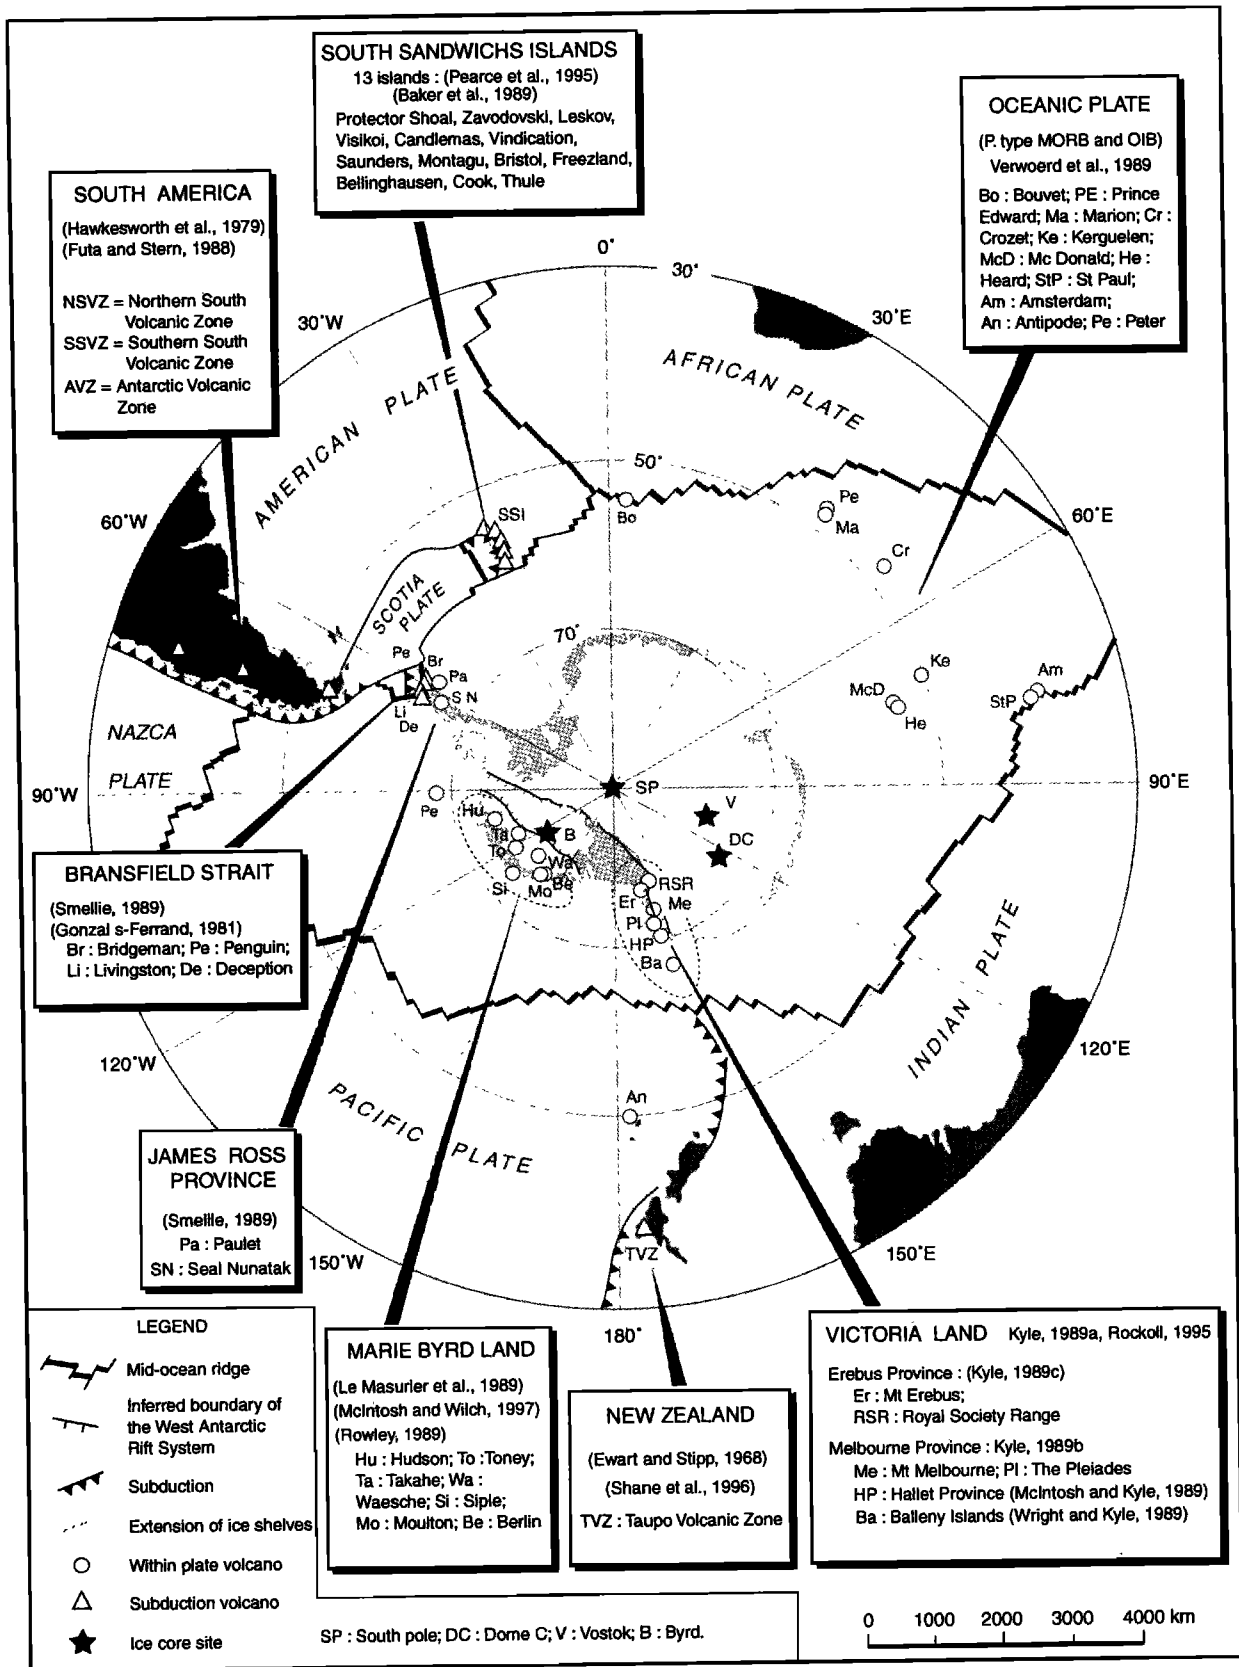 SOUTH SANDWICHS ISLANDS
13 islands : (Pearce et al., 1995)
(Baker et al., 1989)
Protector Shoal, Zavodovski, Leskov,
Visikoi, Candlemas, Vindication,
Saunders, Montagu, Bristol, Freezland,
Bellinghausen, Cook, Thule
OCEANIC PLATE
(P. type MORB and OIB)
Verwoerd et al., 1989
Bo : Bouvet; PE : Prince
Edward; Ma : Marion; Cr :
Crozet; Ke : Kerguelen;
McD : Mc Donald; He :
Heard; StP : St Paul;
Am : Amsterdam;
An : Antipode; Pe : Peter
SOUTH AMERICA
(Hawkesworth et al., 1979)
(Futa and Stern, 1988)
NSVZ = Northern South
Volcanic Zone
SSVZ = Southern South
Volcanic Zone
AVZ = Antarctic Volcanic
Zone
0°
30°
30°W
30°E
AFRICAN PLATE
AMERICAN PLATE
50°
60°W
60°E
SSI
Bo
Pe
Ma
Cr
SCOTIA
PLATE
70°
Pe
Br
Pa
S N
Li
De
Ke
McD
He
Am
StP
NAZCA
PLATE
90°W
90°E
SP
V
DC
Pe
Hu
Ta
B
To
Wa
Si
Mo
Be
RSR
Er
Me
Pl
HP
Ba
INDIAN PLATE
BRANSFIELD STRAIT
(Smellie, 1989)
(Gonzal s-Ferrand, 1981)
Br : Bridgeman; Pe : Penguin;
Li : Livingston; De : Deception
120°W
120°E
PACIFIC PLATE
An
JAMES ROSS
PROVINCE
(Smellie, 1989)
Pa : Paulet
SN : Seal Nunatak
150°W
150°E
TVZ
180°
LEGEND
Mid-ocean ridge
Inferred boundary of
the West Antarctic
Rift System
Subduction
Extension of ice shelves
Within plate volcano
Subduction volcano
Ice core site
MARIE BYRD LAND
(Le Masurier et al., 1989)
(McIntosh and Wilch, 1997)
(Rowley, 1989)
Hu : Hudson; To :Toney;
Ta : Takahe; Wa :
Waesche; Si : Siple;
Mo : Moulton; Be : Berlin
NEW ZEALAND
(Ewart and Stipp, 1968)
(Shane et al., 1996)
TVZ : Taupo Volcanic Zone
VICTORIA LAND Kyle, 1989a, Rockoll, 1995
Erebus Province : (Kyle, 1989c)
Er : Mt Erebus;
RSR : Royal Society Range
Melbourne Province : Kyle, 1989b
Me : Mt Melbourne; Pl : The Pleiades
HP : Hallet Province (McIntosh and Kyle, 1989)
Ba : Balleny Islands (Wright and Kyle, 1989)
SP : South pole; DC : Dome C; V : Vostok; B : Byrd.
0 1000 2000 3000 4000 km